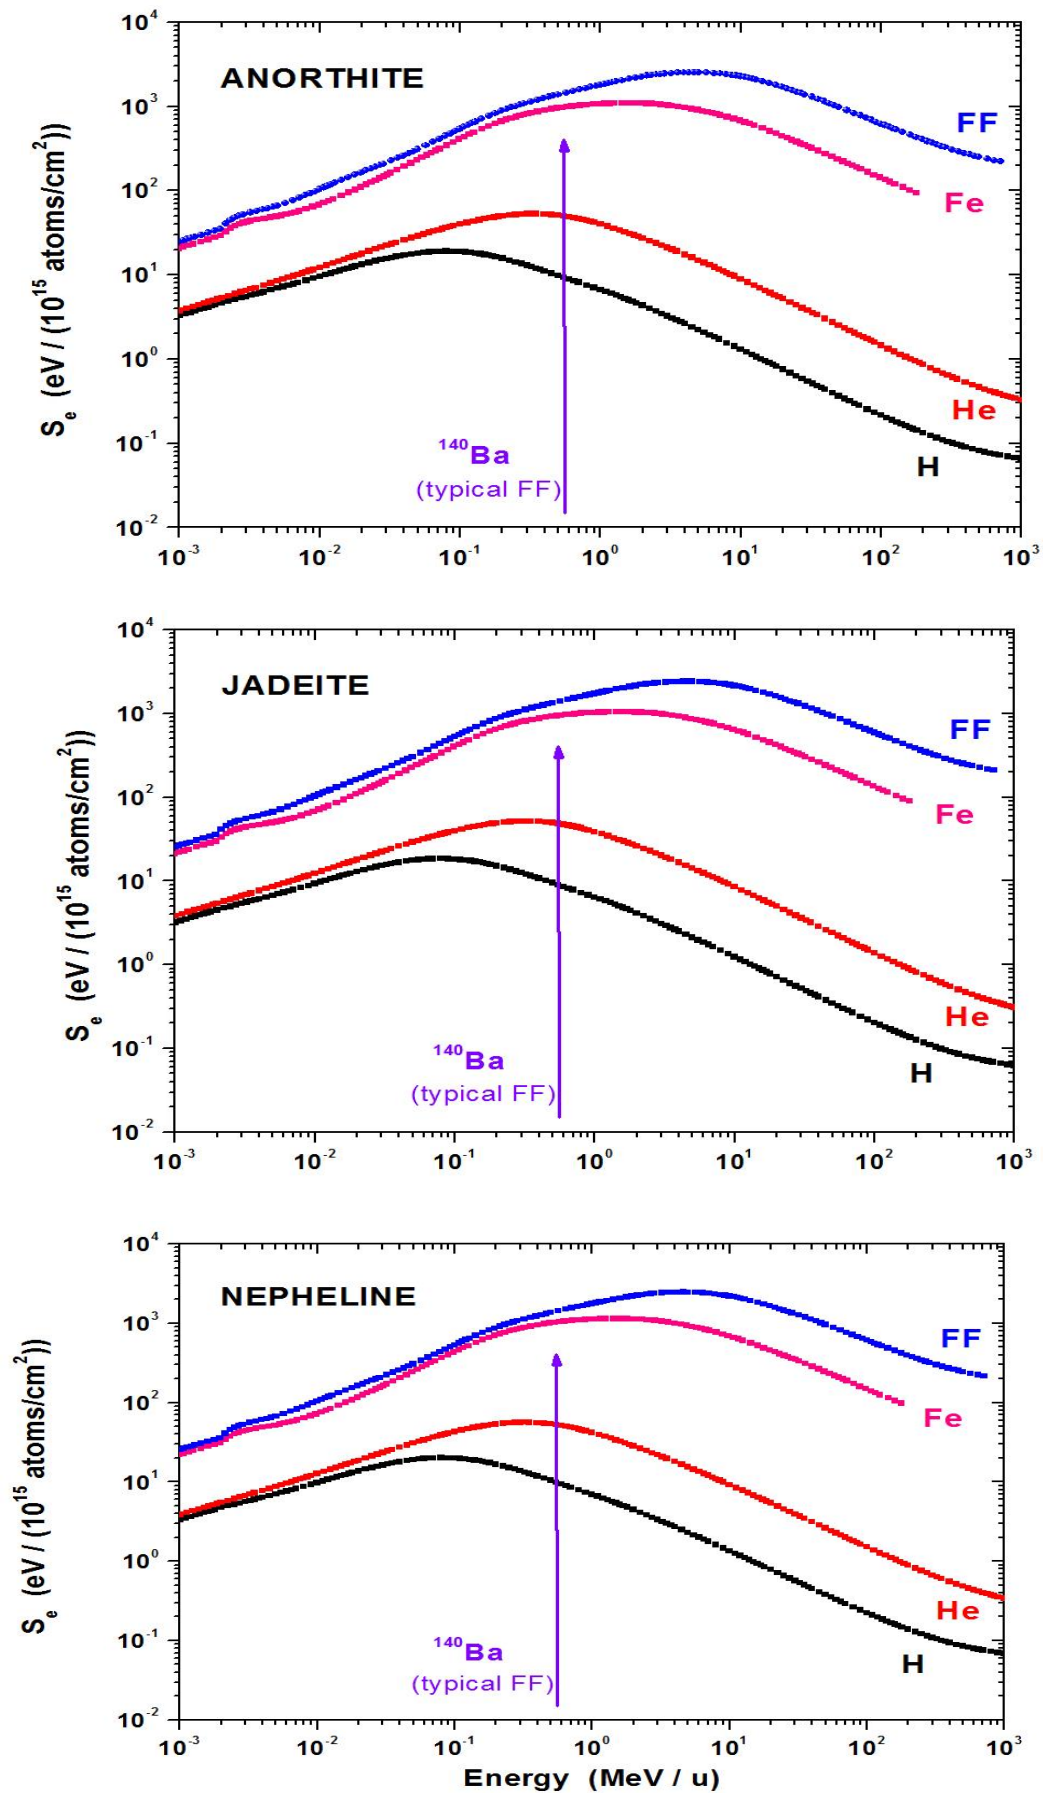 ANORTHITE
S_e (eV / (10^15 atoms/cm^2))
10^4
10^3
10^2
10^1
10^0
10^-1
10^-2
FF
Fe
He
H
^140Ba
(typical FF)
10^-3 10^-2 10^-1 10^0 10^1 10^2 10^3
JADEITE
S_e (eV / (10^15 atoms/cm^2))
10^4
10^3
10^2
10^1
10^0
10^-1
10^-2
FF
Fe
He
H
^140Ba
(typical FF)
10^-3 10^-2 10^-1 10^0 10^1 10^2 10^3
NEPHELINE
S_e (eV / (10^15 atoms/cm^2))
10^4
10^3
10^2
10^1
10^0
10^-1
10^-2
FF
Fe
He
H
^140Ba
(typical FF)
10^-3 10^-2 10^-1 10^0 10^1 10^2 10^3
Energy (MeV / u)